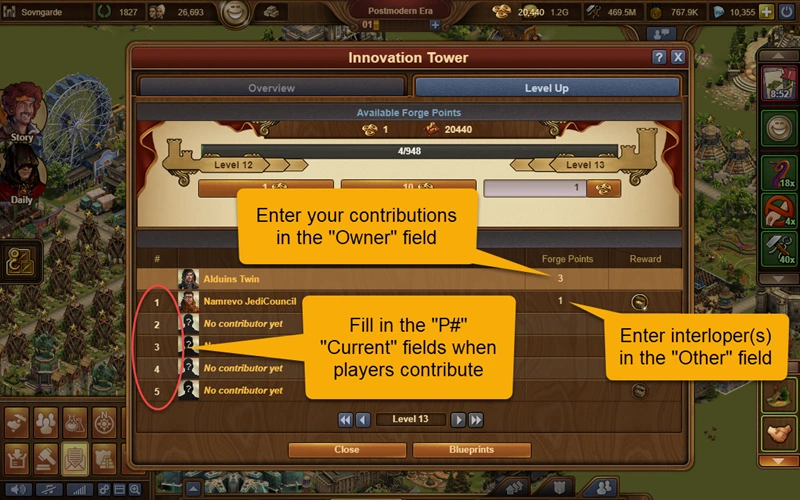 Sovngarde
1827
26,693
Postmodern Era
01
20,440
1.2G
469.5M
767.9K
10,355
Innovation Tower
?
X
Overview
Level Up
Available Forge Points
1
20440
4/948
Level 12
Level 13
10
1
Enter your contributions
in the "Owner" field
#
Forge Points
Reward
Alduins Twin
3
1
Namrevo JediCouncil
1
2
No contributor yet
3
4
No contributor yet
5
No contributor yet
Fill in the "P#"
"Current" fields when
players contribute
Enter interloper(s)
in the "Other" field
Level 13
Close
Blueprints
Story
Daily
8:52
18x
4x
40x